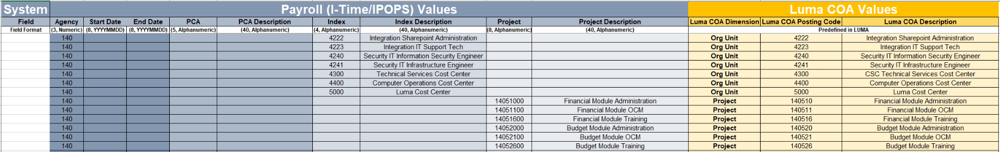 System Payroll (I-Time/IPOPS) Values Luma COA Values
Field Agency Start Date End Date PCA PCA Description Index Index Description Project Project Description Luma COA Dimension Luma COA Posting Code Luma COA Description
Field Format (3, Numeric) (8, YYYYMMDD) (8, YYYYMMDD) (5, Alphanumeric) (40, Alphanumeric) (4, Alphanumeric) (40, Alphanumeric) (8, Alphanumeric) (40, Alphanumeric) Predefined in LUMA
140 4222 Integration Sharepoint Administration Org Unit 4222 Integration Sharepoint Administration
140 4223 Integration IT Support Tech Org Unit 4223 Integration IT Support Tech
140 4240 Security IT Information Security Engineer Org Unit 4240 Security IT Information Security Engineer
140 4241 Security IT Infrastructure Engineer Org Unit 4241 Security IT Infrastructure Engineer
140 4300 Technical Services Cost Center Org Unit 4300 CSC Technical Services Cost Center
140 4400 Computer Operations Cost Center Org Unit 4400 Computer Operations Cost Center
140 5000 Luma Cost Center Org Unit 5000 Luma Cost Center
140 14051000 Financial Module Administration Project 140510 Financial Module Administration
140 14051100 Financial Module OCM Project 140511 Financial Module OCM
140 14051600 Financial Module Training Project 140516 Financial Module Training
140 14052000 Budget Module Administration Project 140520 Budget Module Administration
140 14052100 Budget Module OCM Project 140521 Budget Module OCM
140 14052600 Budget Module Training Project 140526 Budget Module Training